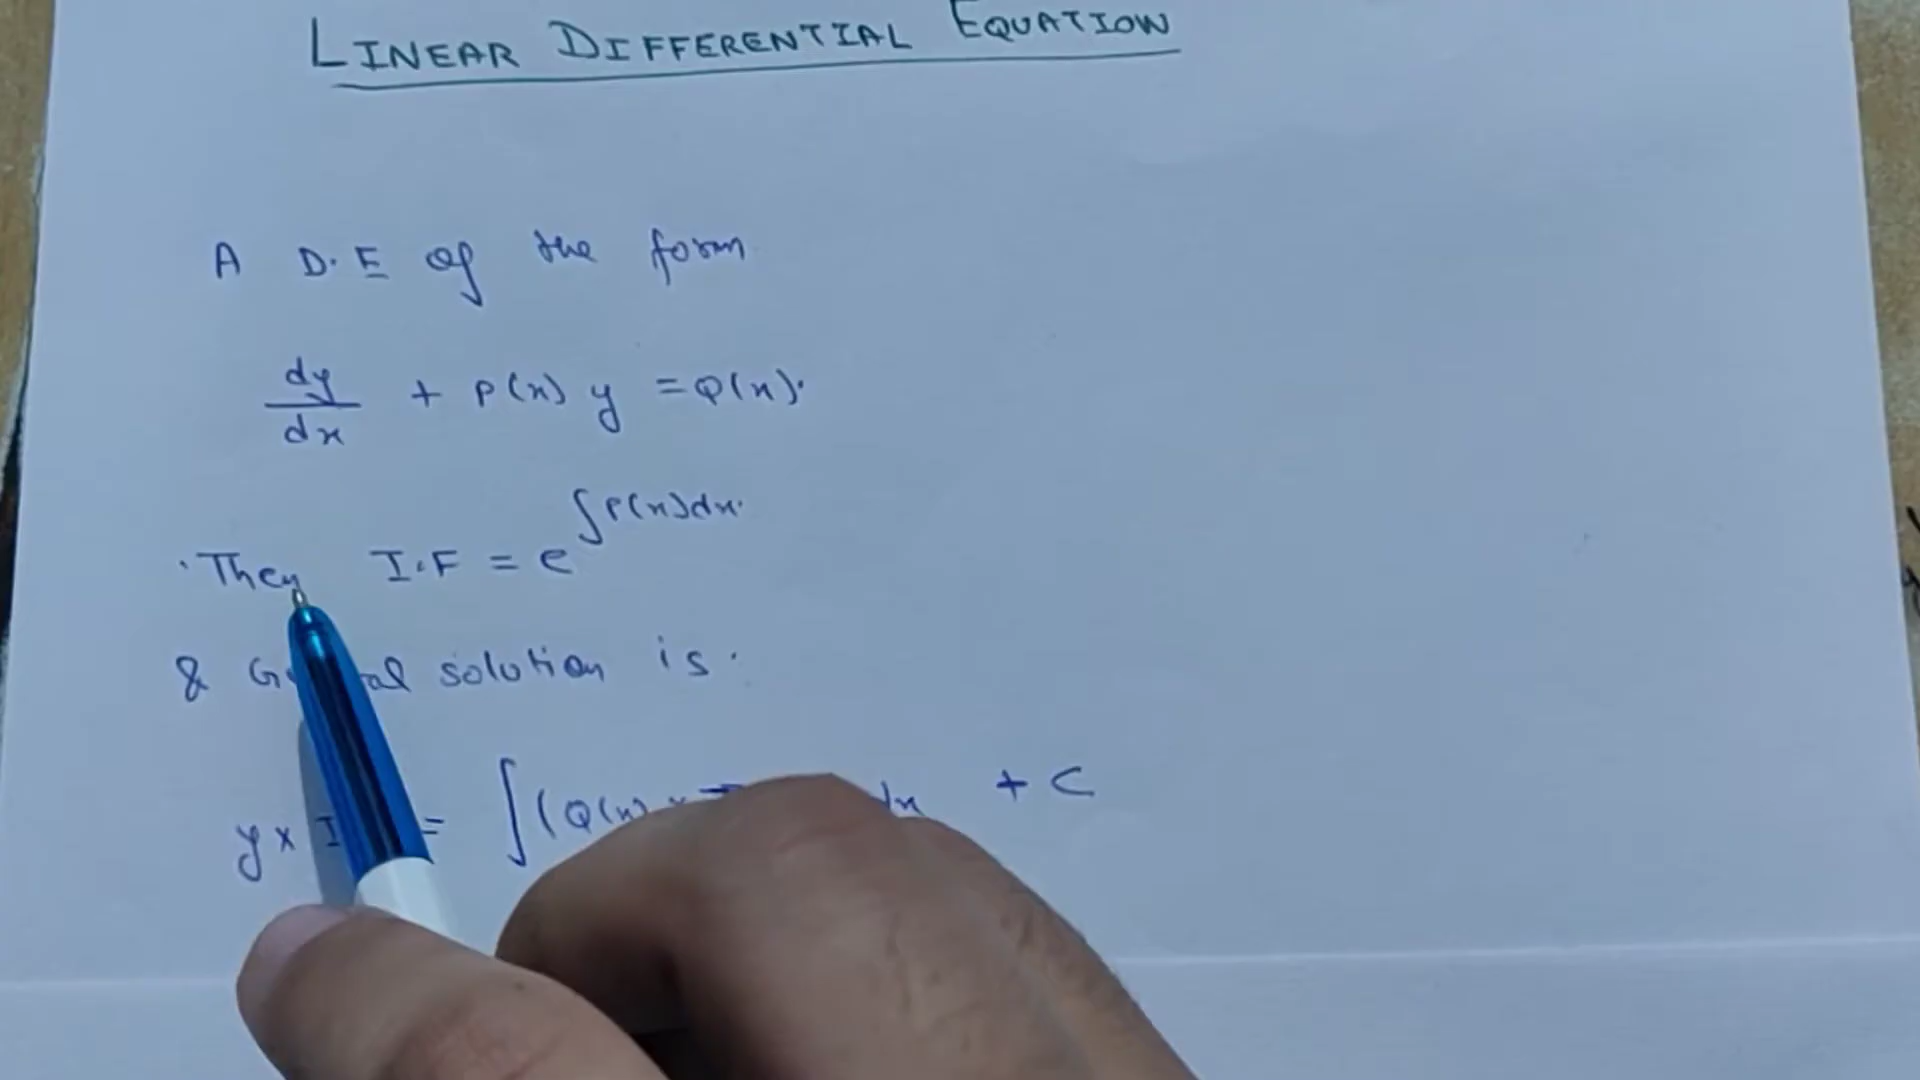 LINEAR DIFFERENTIAL EQUATION
A D.E of the form
dy/dx + P(x) y = Q(x).
Then I.F = e^∫P(x)dx.
& solution is.
y x = ∫(Q(x) x dx + C